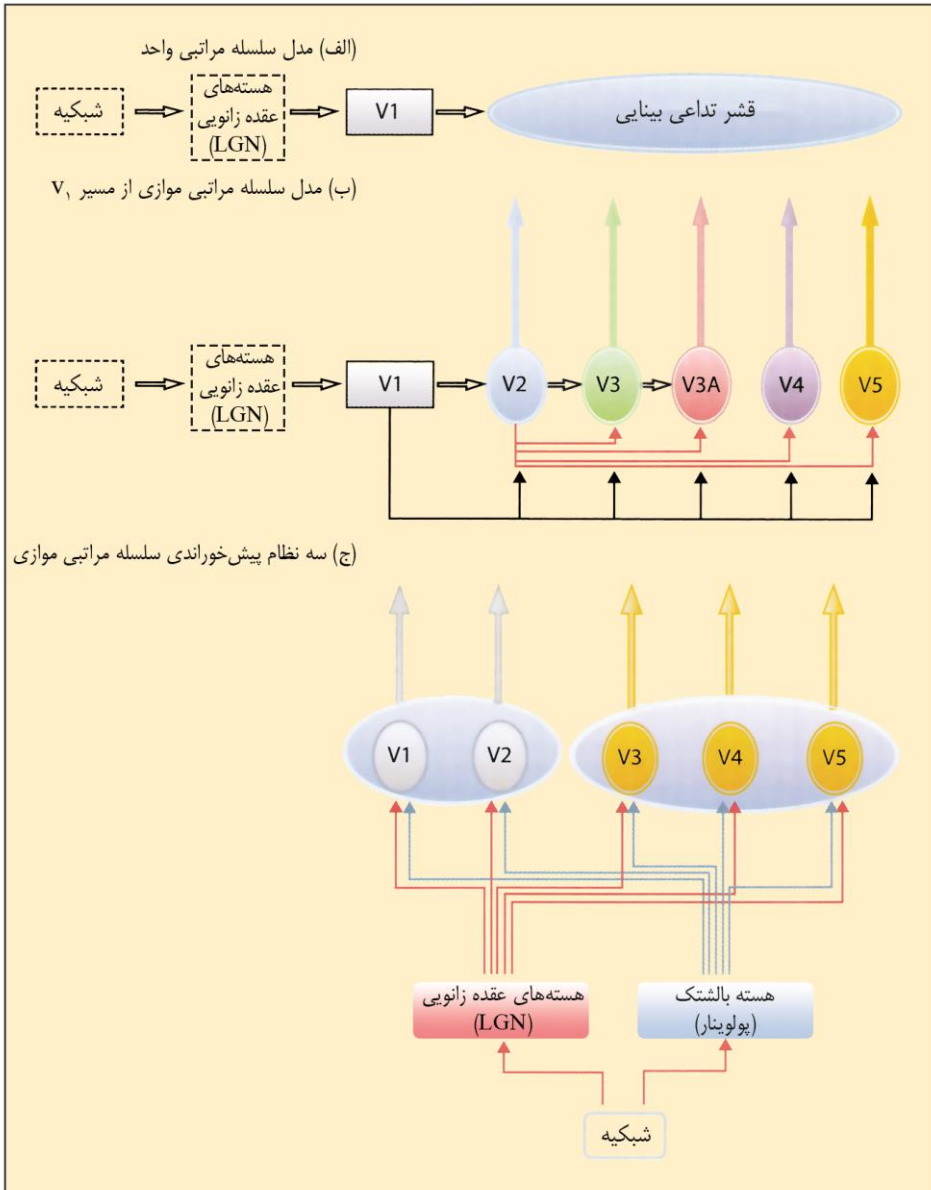 (الف) مدل سلسله مراتبی واحد
شبکیه
هسته‌های
عقده زانویی
(LGN)
V1
قشر تداعی بینایی
(ب) مدل سلسله مراتبی موازی از مسیر V۱
شبکیه
هسته‌های
عقده زانویی
(LGN)
V1
V2
V3
V3A
V4
V5
(ج) سه نظام پیش‌خوراندی سلسله مراتبی موازی
V1
V2
V3
V4
V5
هسته‌های عقده زانویی
(LGN)
هسته بالشتک
(پولوینار)
شبکیه